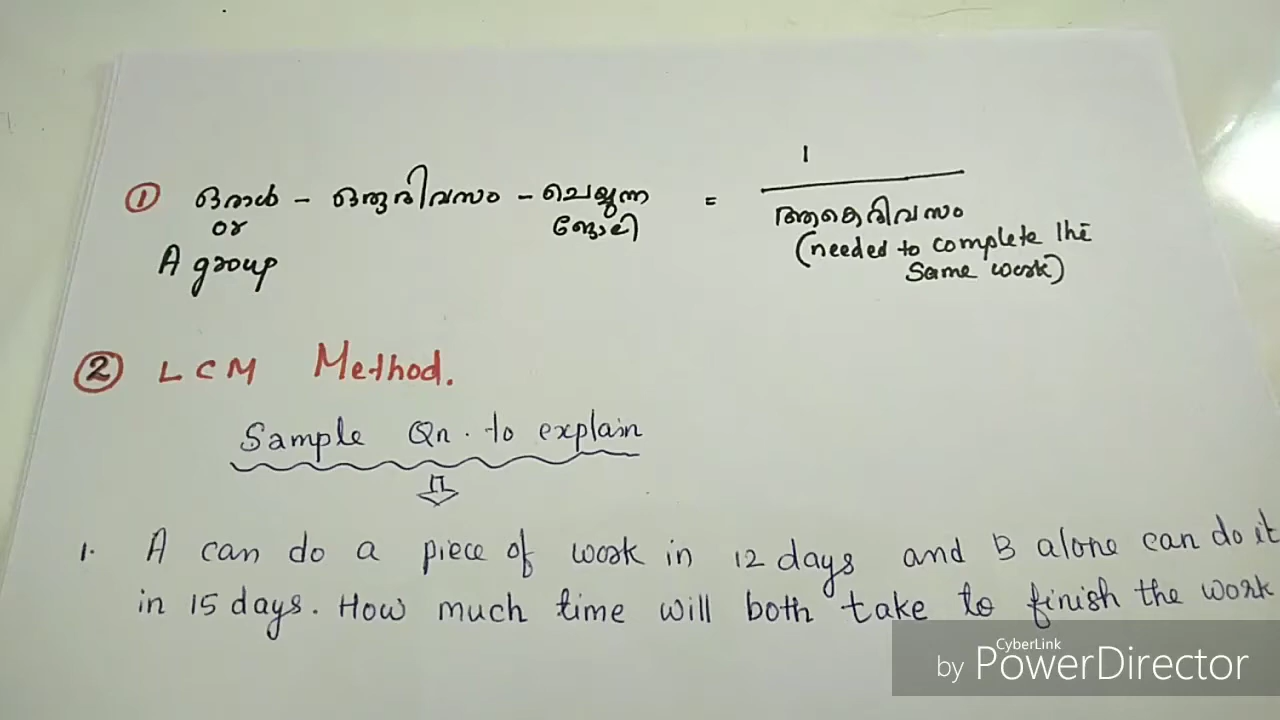 ① ഒരാൾ - ഒരുദിവസം - ചെയ്യുന്ന = 1
or ജോലി ആകെദിവസം
A group (needed to complete the
same work)
② LCM Method.
Sample Qn. to explain
1. A can do a piece of work in 12 days and B alone can do it
in 15 days. How much time will both take to finish the work
CyberLink
by PowerDirector